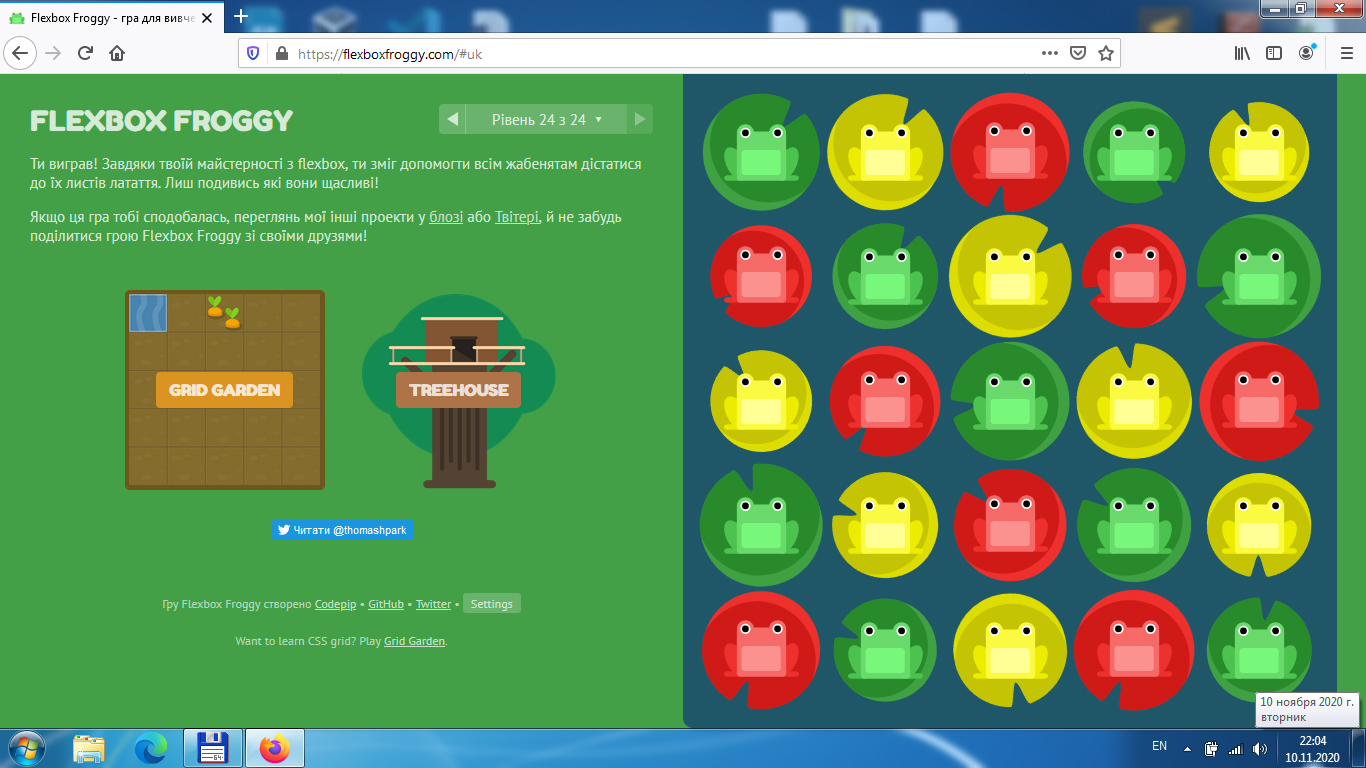 Flexbox Froggy - гра для вивче
https://flexboxfroggy.com/#uk
FLEXBOX FROGGY
Рівень 24 з 24
Ти виграв! Завдяки твоїй майстерності з flexbox, ти зміг допомогти всім жабенятам дістатися
до їх листів латаття. Лиш подивись які вони щасливі!
Якщо ця гра тобі сподобалась, переглянь мої інші проекти у блозі або Твітері, й не забудь
поділитися грою Flexbox Froggy зі своїми друзями!
GRID GARDEN
TREEHOUSE
Читати @thomashpark
Гру Flexbox Froggy створено Codepip • GitHub • Twitter • Settings
Want to learn CSS grid? Play Grid Garden.
10 ноября 2020 г.
вторник
64
EN
22:04
10.11.2020